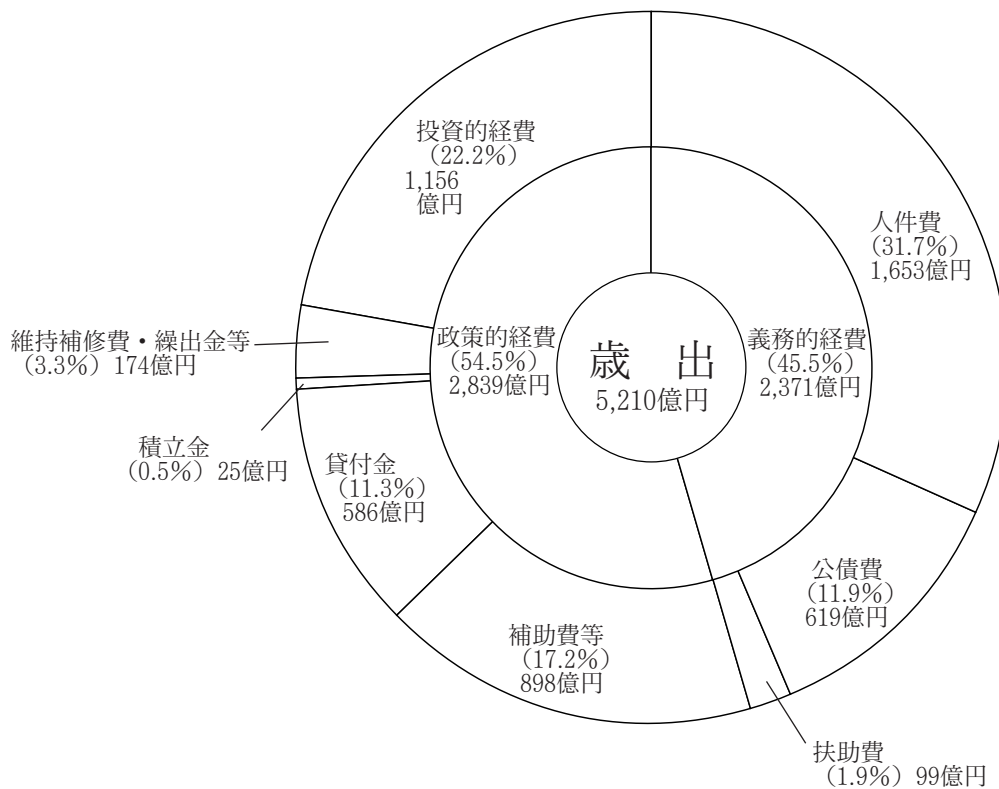 投資的経費
(22.2%)
1,156
億円
人件費
(31.7%)
1,653億円
維持補修費・繰出金等
(3.3%) 174億円
政策的経費
(54.5%)
2,839億円
歳 出
5,210億円
義務的経費
(45.5%)
2,371億円
積立金
(0.5%) 25億円
貸付金
(11.3%)
586億円
公債費
(11.9%)
619億円
補助費等
(17.2%)
898億円
扶助費
(1.9%) 99億円